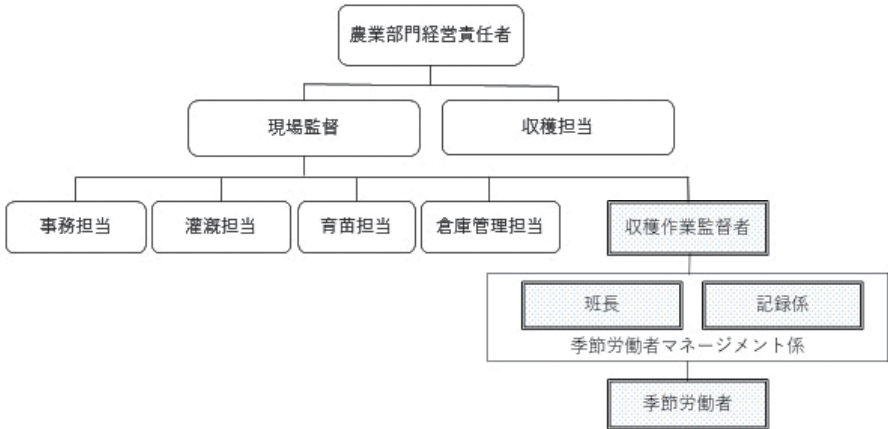 農業部門経営責任者
現場監督
収穫担当
事務担当
灌漑担当
育苗担当
倉庫管理担当
収穫作業監督者
班長
記録係
季節労働者マネージメント係
季節労働者